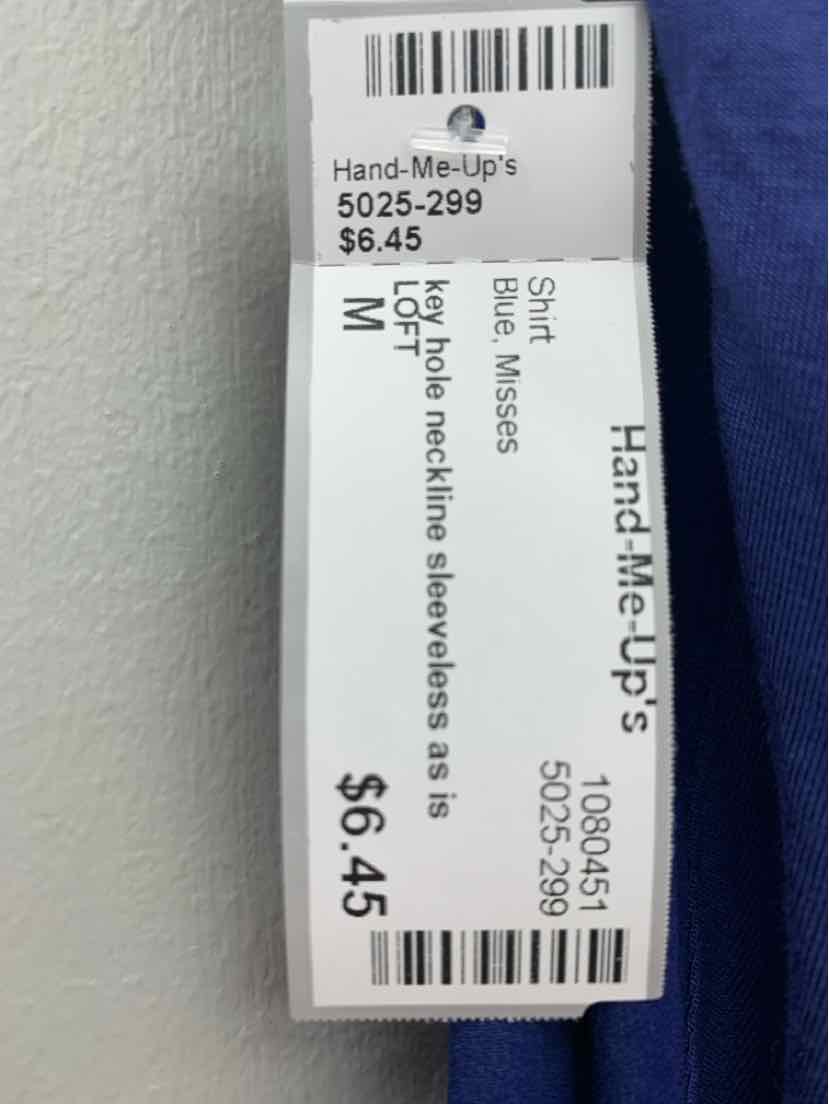 Hand-Me-Up's
5025-299
$6.45
Hand-Me-Up's
1080451
5025-299
Shirt
Blue, Misses
key hole neckline sleeveless as is
LOFT
M
$6.45